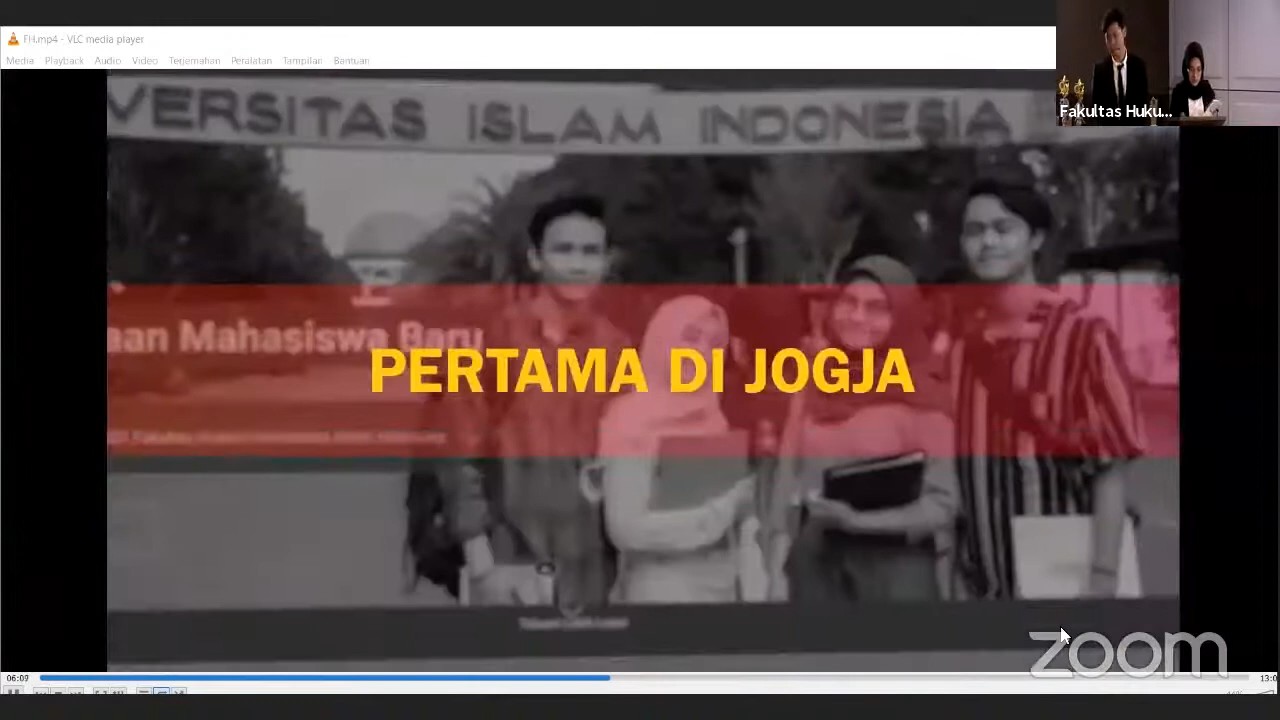 FH.mp4 - VLC media player
Media Playback Audio Video Terjemahan Peralatan Tampilan Bantuan
Fakultas Huku...
VERSITAS ISLAM INDONESIA
aan Mahasiswa Baru
PERTAMA DI JOGJA
zoom
06:09
13:0